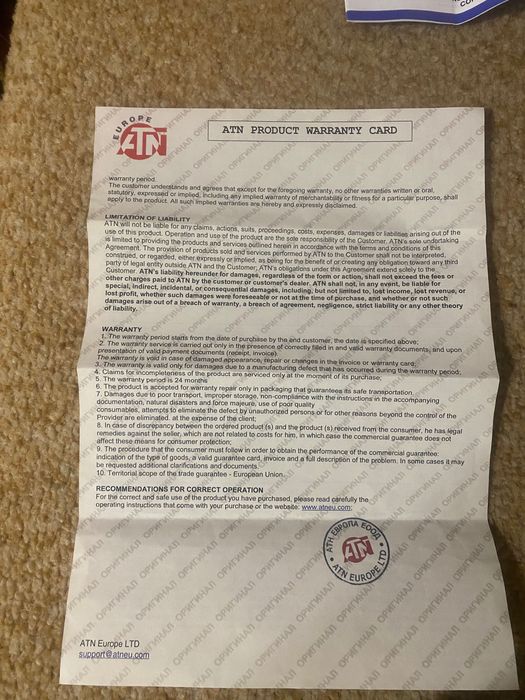 EUROPE
ATN
ATN PRODUCT WARRANTY CARD
warranty period.
The customer understands and agrees that except for the foregoing warranty, no other warranties written or oral,
statutory, expressed or implied, including any implied warranty of merchantability or fitness for a particular purpose, shall
apply to the product. All such implied warranties are hereby and expressly disclaimed.
LIMITATION OF LIABILITY
ATN will not be liable for any claims, actions, suits, proceedings, costs, expenses, damages or liabilities arising out of the
use of this product. Operation and use of the product are the sole responsibility of the Customer. ATN's sole undertaking
is limited to providing the products and services outlined herein in accordance with the terms and conditions of this
Agreement. The provision of products sold and services performed by ATN to the Customer shall not be interpreted,
construed, or regarded, either expressly or implied, as being for the benefit of or creating any obligation toward any third
party of legal entity outside ATN and the Customer; ATN's obligations under this Agreement extend solely to the
Customer. ATN's liability hereunder for damages, regardless of the form or action, shall not exceed the fees or
other charges paid to ATN by the customer or customer's dealer. ATN shall not, in any event, be liable for
special, indirect, incidental, or consequential damages, including, but not limited to, lost income, lost revenue, or
lost profit, whether such damages were foreseeable or not at the time of purchase, and whether or not such
damages arise out of a breach of warranty, a breach of agreement, negligence, strict liability or any other theory
of liability.
WARRANTY
1. The warranty period starts from the date of purchase by the end customer, the date is specified above;
2. The warranty service is carried out only in the presence of correctly filled in and valid warranty documents, and upon
presentation of valid payment documents (receipt, invoice).
The warranty is void in case of damaged appearance, repair or changes in the invoice or warranty card;
3. The warranty is valid only for damages due to a manufacturing defect that has occurred during the warranty period;
4. Claims for incompleteness of the product are serviced only at the moment of its purchase;
5. The warranty period is 24 months
6. The product is accepted for warranty repair only in packaging that guarantees its safe transportation.
7. Damages due to poor transport, improper storage, non-compliance with the instructions in the accompanying
documentation, natural disasters and force majeure, use of poor quality
consumables, attempts to eliminate the defect by unauthorized persons or for other reasons beyond the control of the
Provider are eliminated. at the expense of the client;
8. In case of discrepancy between the ordered product (s) and the product (s) received from the consumer, he has legal
remedies against the seller, which are not related to costs for him, in which case the commercial guarantee does not
affect these means for consumer protection;
9. The procedure that the consumer must follow in order to obtain the performance of the commercial guarantee:
indication of the type of goods, a valid guarantee card, invoice and a full description of the problem. In some cases it may
be requested additional clarifications and documents.
10. Territorial scope of the trade guarantee - European Union.
RECOMMENDATIONS FOR CORRECT OPERATION
For the correct and safe use of the product you have purchased, please read carefully the
operating instructions that come with your purchase or the website: www.atneu.com;
АТН ЕВРОПА ЕООД
ATN
ATN EUROPE LTD
ATN Europe LTD
support@atneu.com
ОРИГИНАЛ